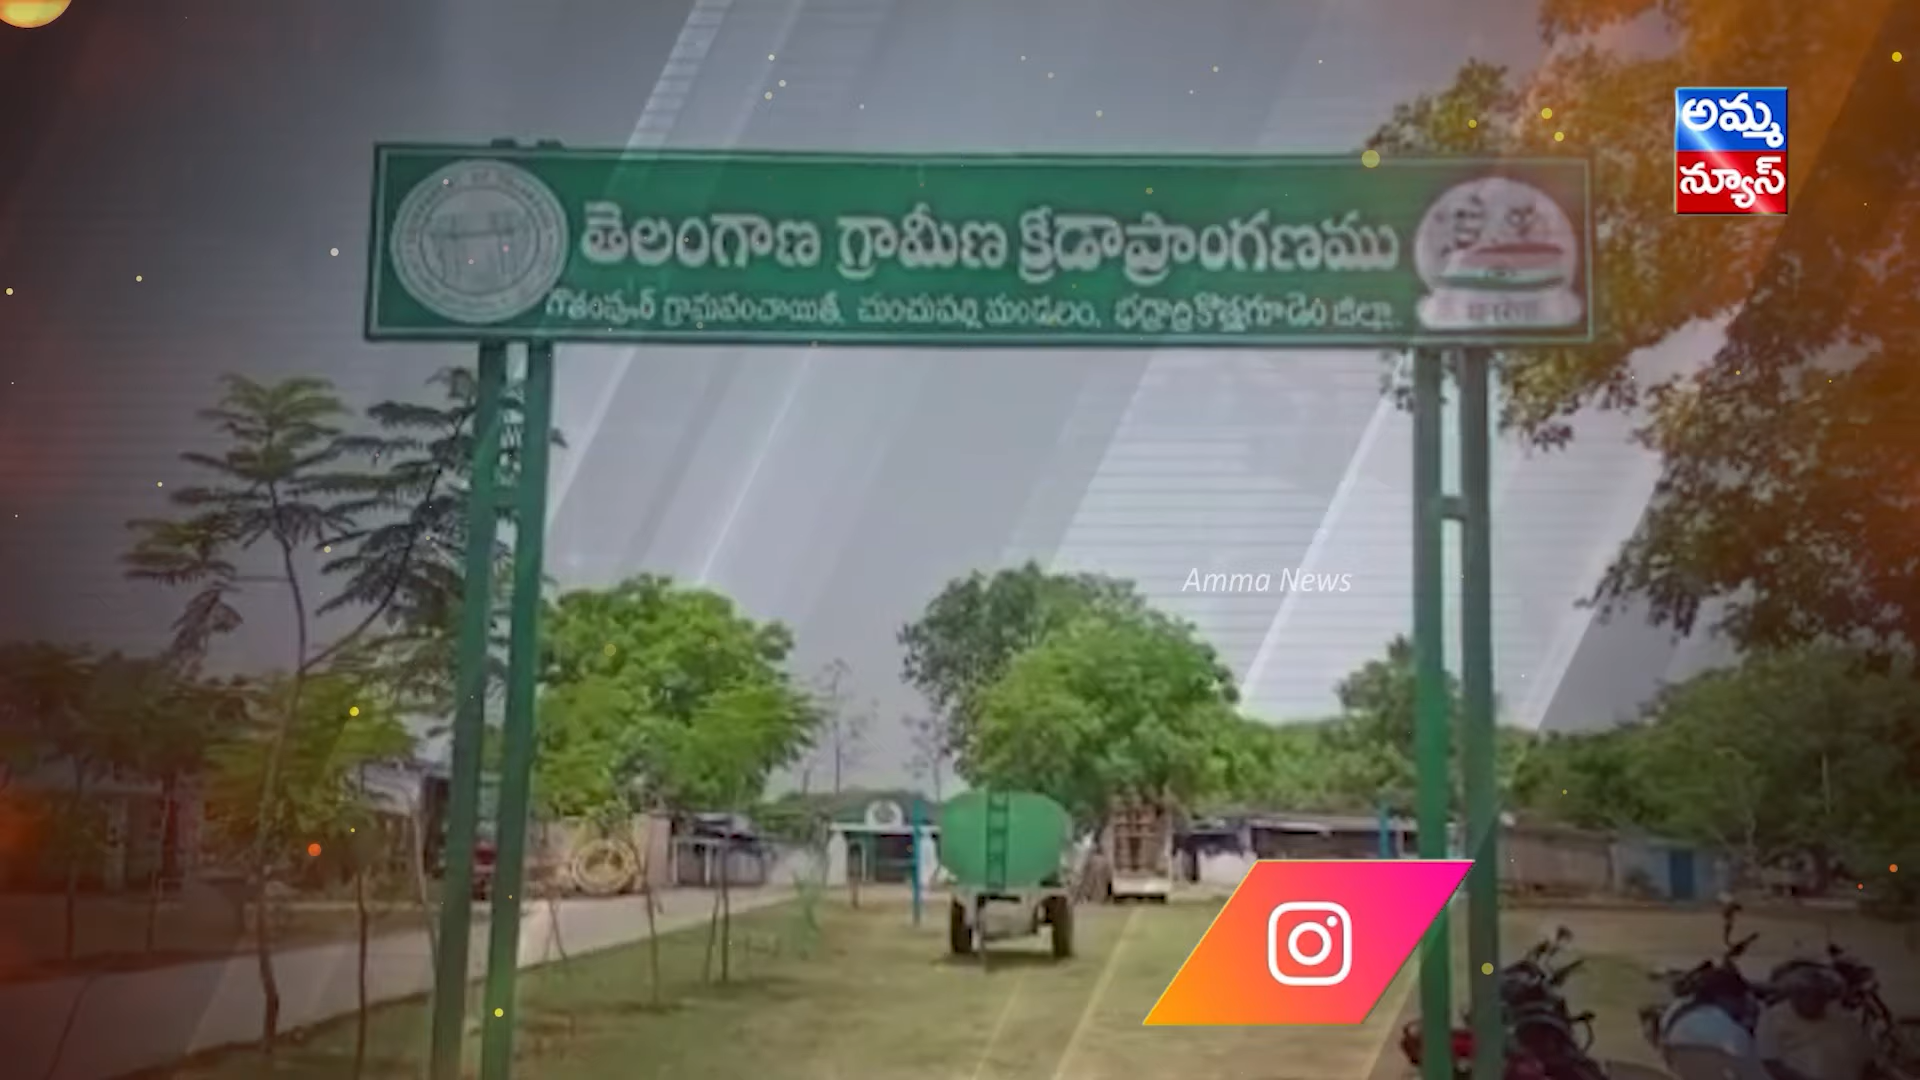 అమ్మ
న్యూస్
తెలంగాణ గ్రామీణ క్రీడాప్రాంగణము
గౌతంపూర్ గ్రామపంచాయితీ, చుంచుపల్లి మండలం, భద్రాద్రి కొత్తగూడెం జిల్లా.
Amma News